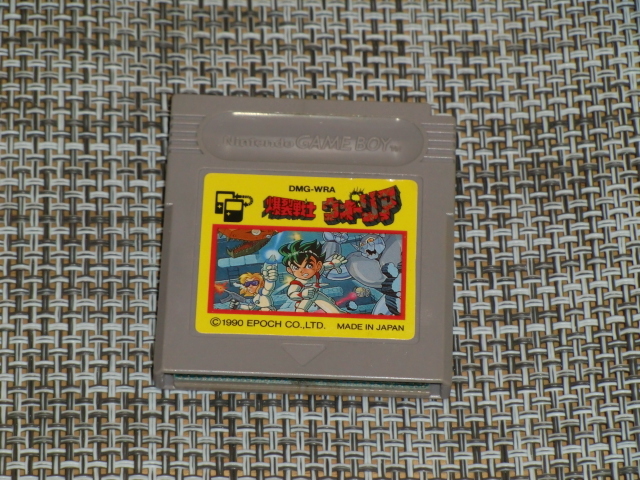 Nintendo GAME BOY
DMG-WRA
爆裂戦士 ウォーリア
©1990 EPOCH CO.,LTD. MADE IN JAPAN